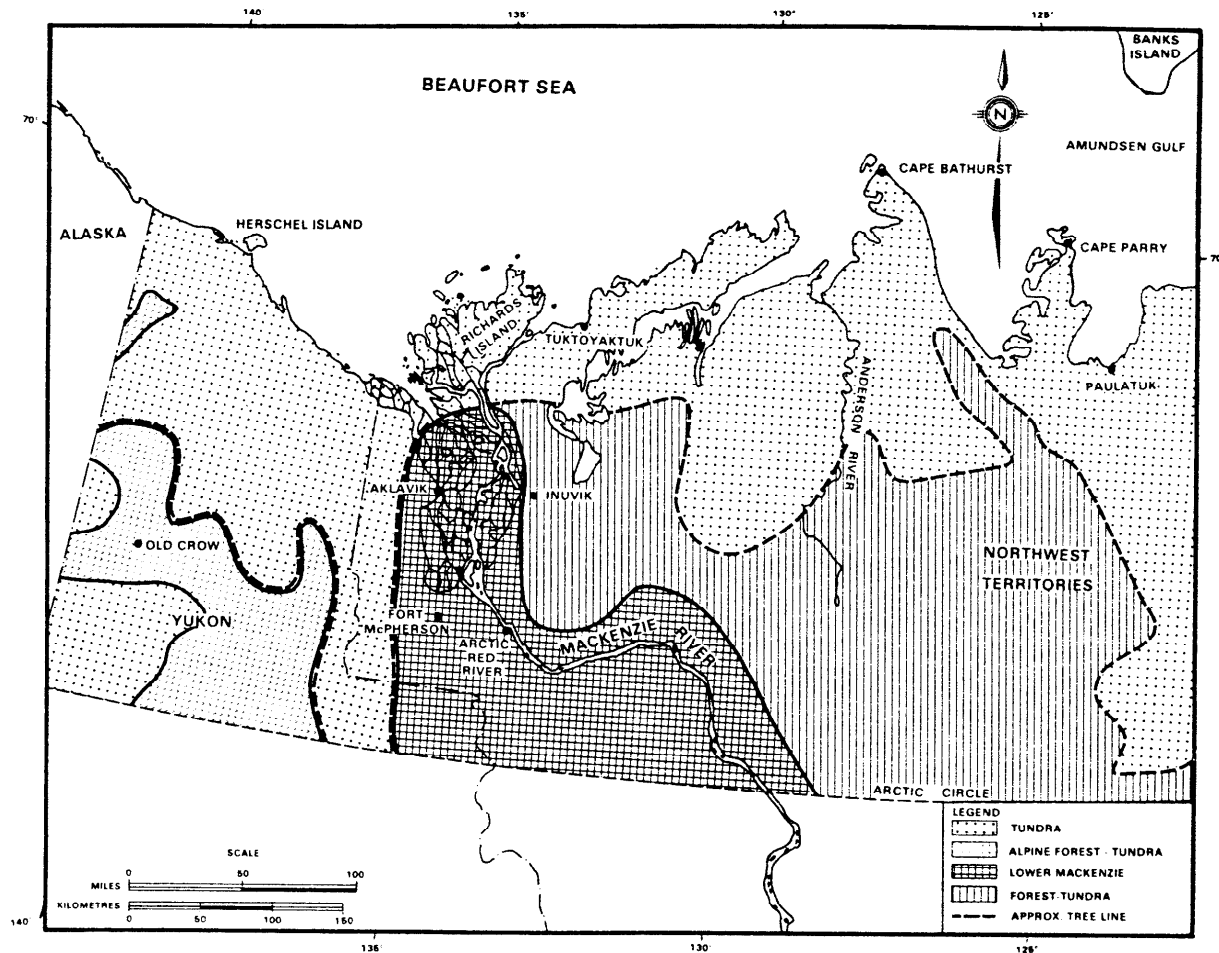 140˙
135˙
130˙
125˙
BANKS
ISLAND
BEAUFORT SEA
N
70˙
AMUNDSEN GULF
CAPE BATHURST
ALASKA
HERSCHEL ISLAND
CAPE PARRY
70
RICHARDS
ISLAND
TUKTOYAKTUK
ANDERSON
RIVER
PAULATUK
AKLAVIK
INUVIK
OLD CROW
NORTHWEST
TERRITORIES
YUKON
FORT
McPHERSON
MACKENZIE
RIVER
ARCTIC
RED
RIVER
ARCTIC CIRCLE
LEGEND
TUNDRA
ALPINE FOREST - TUNDRA
LOWER MACKENZIE
FOREST-TUNDRA
APPROX. TREE LINE
SCALE
0 50 100
MILES
KILOMETRES
0 50 100 150
140˙
135˙
130˙
125˙